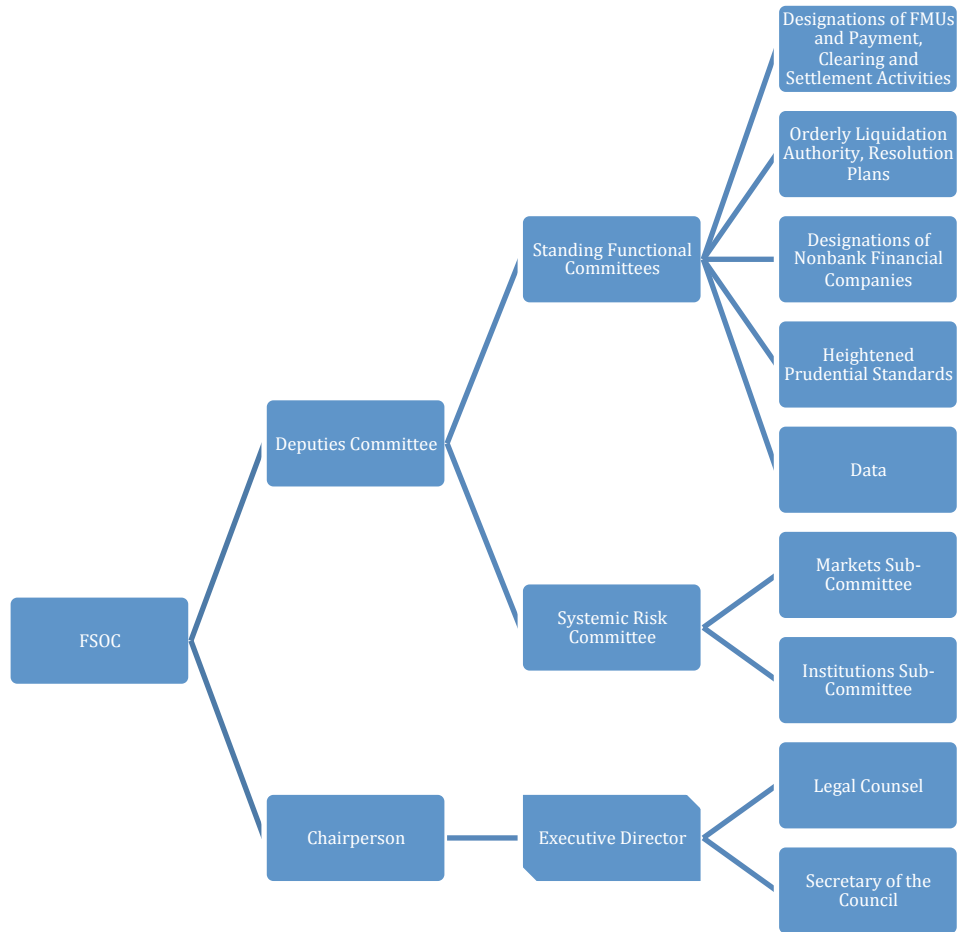 Designations of FMUs
and Payment,
Clearing and
Settlement Activities
Orderly Liquidation
Authority, Resolution
Plans
Standing Functional
Committees
Designations of
Nonbank Financial
Companies
Heightened
Prudential Standards
Deputies Committee
Data
Markets Sub-
Committee
FSOC
Systemic Risk
Committee
Institutions Sub-
Committee
Legal Counsel
Chairperson
Executive Director
Secretary of the
Council